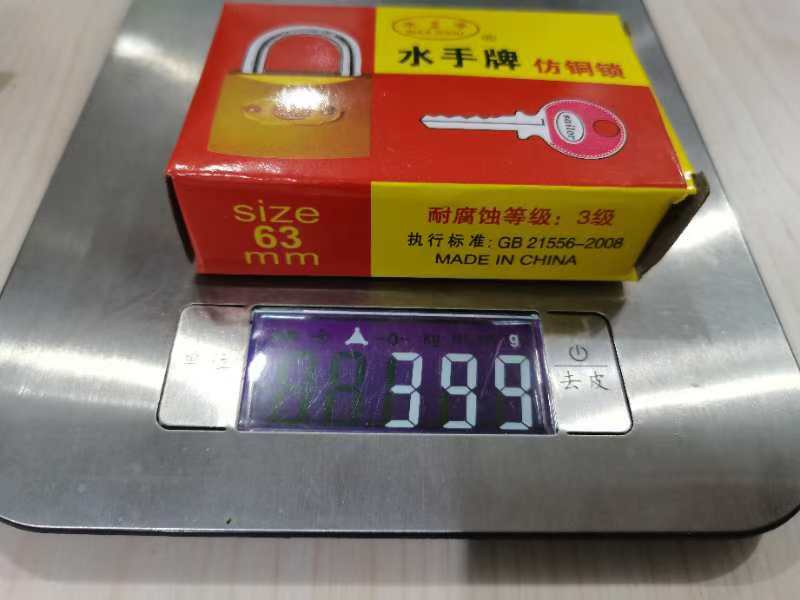 水手牌 仿铜锁
sailor
size
63
mm
耐腐蚀等级：3级
执行标准：GB 21556-2008
MADE IN CHINA
g
399
去皮